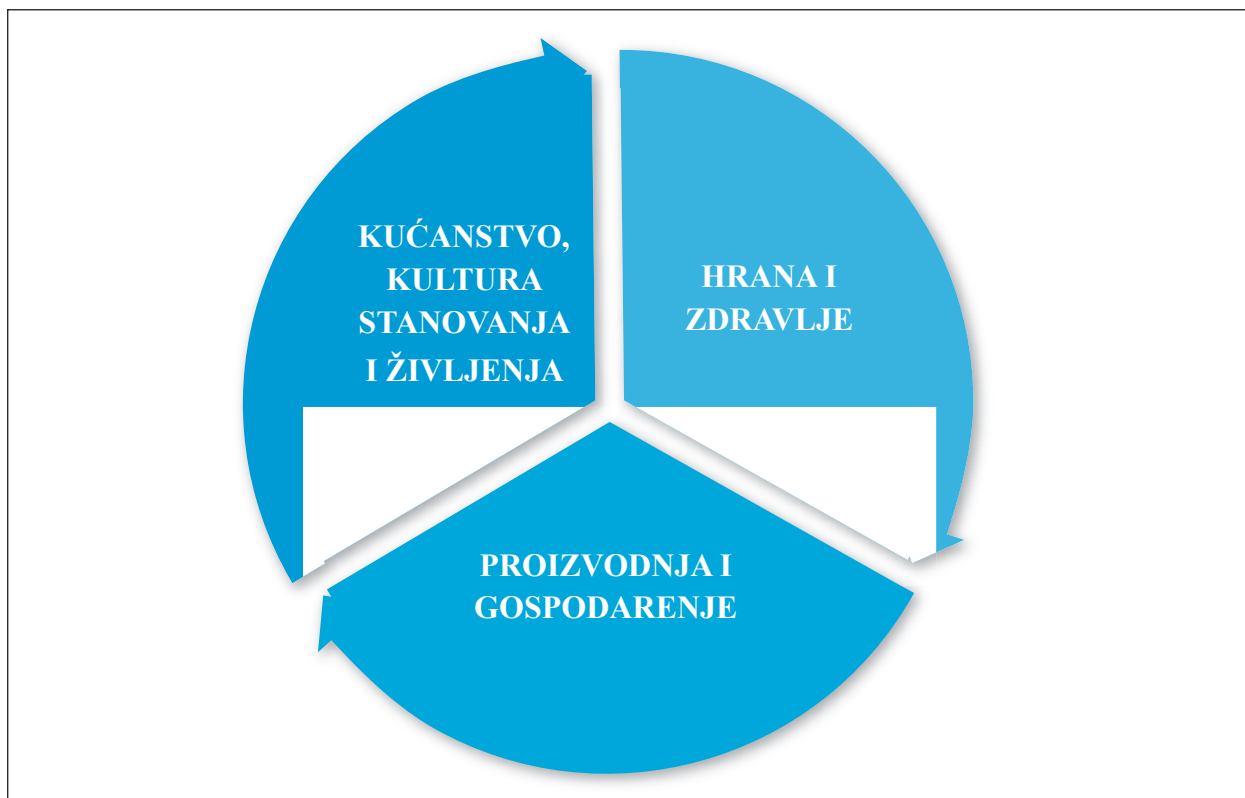 KUĆANSTVO,
KULTURA
STANOVANJA
I ŽIVLJENJA
HRANA I
ZDRAVLJE
PROIZVODNJA I
GOSPODARENJE